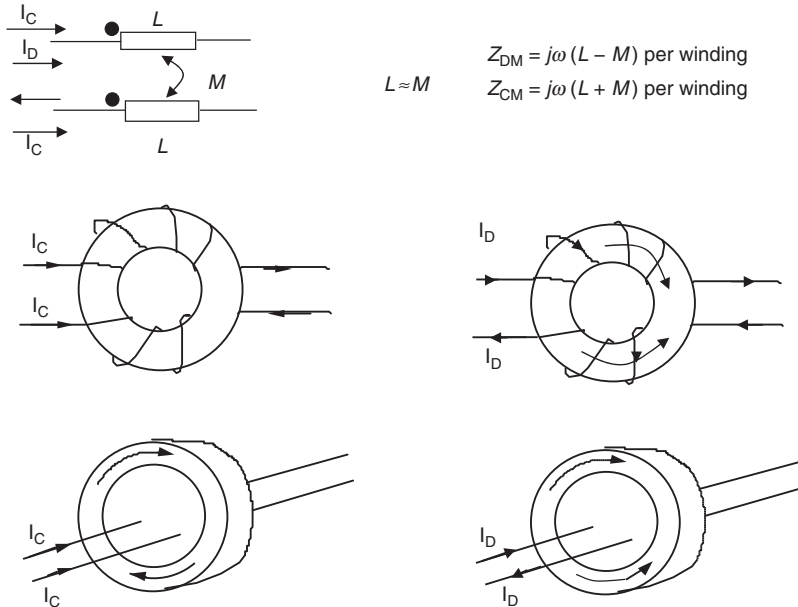 I_C
L
I_D
M
L
I_C
L ≈ M
Z_DM = jω (L – M) per winding
Z_CM = jω (L + M) per winding
I_C
I_C
I_D
I_D
I_C
I_C
I_D
I_D